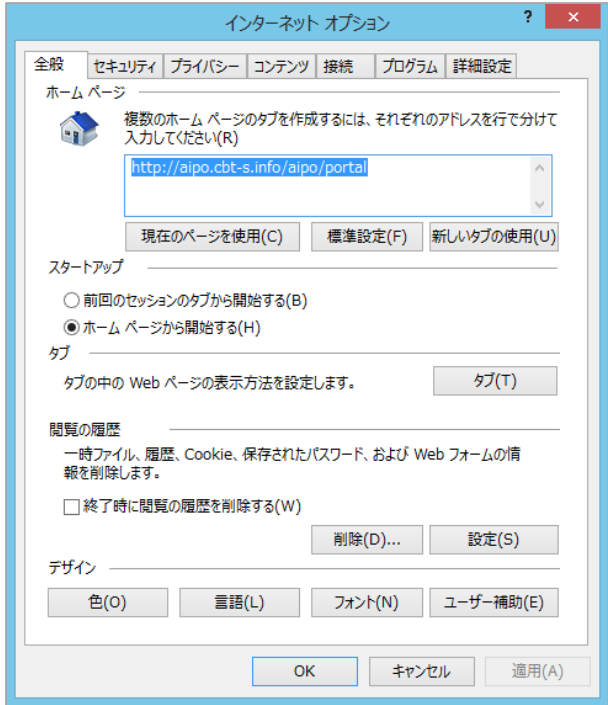 インターネット オプション
?
×
全般 セキュリティ プライバシー コンテンツ 接続 プログラム 詳細設定
ホーム ページ
複数のホーム ページのタブを作成するには、それぞれのアドレスを行で分けて
入力してください(R)
http://aipo.cbt-s.info/aipo/portal
現在のページを使用(C) 標準設定(F) 新しいタブの使用(U)
スタートアップ
前回のセッションのタブから開始する(B)
ホーム ページから開始する(H)
タブ
タブの中の Web ページの表示方法を設定します。 タブ(T)
閲覧の履歴
一時ファイル、履歴、Cookie、保存されたパスワード、および Web フォームの情
報を削除します。
終了時に閲覧の履歴を削除する(W)
削除(D)... 設定(S)
デザイン
色(O) 言語(L) フォント(N) ユーザー補助(E)
OK キャンセル 適用(A)